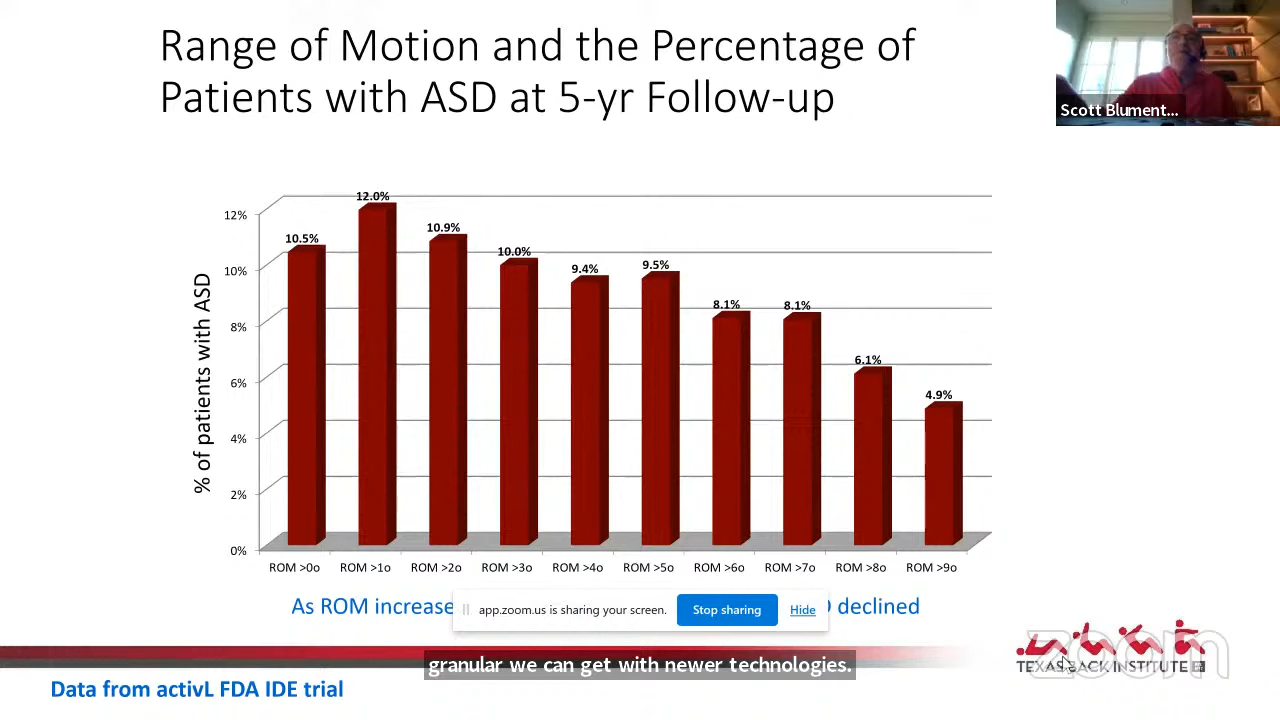 Range of Motion and the Percentage of
Patients with ASD at 5-yr Follow-up
Scott Blument...
% of patients with ASD
12%
10%
8%
6%
4%
2%
0%
10.5%
12.0%
10.9%
10.0%
9.4%
9.5%
8.1%
8.1%
6.1%
4.9%
ROM >0o
ROM >1o
ROM >2o
ROM >3o
ROM >4o
ROM >5o
ROM >6o
ROM >7o
ROM >8o
ROM >9o
As ROM increase
declined
app.zoom.us is sharing your screen.
Stop sharing
Hide
zoom
TEXAS BACK INSTITUTE
granular we can get with newer technologies.
Data from activL FDA IDE trial